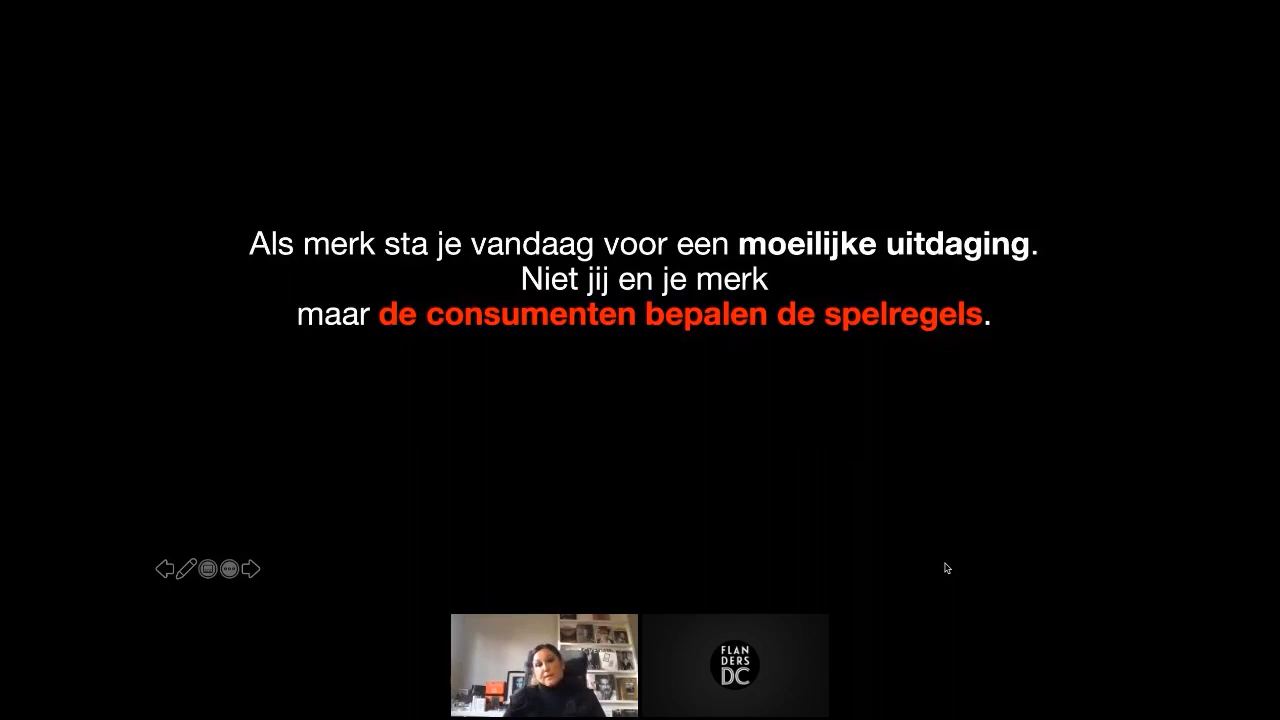 Als merk sta je vandaag voor een moeilijke uitdaging.
Niet jij en je merk
maar de consumenten bepalen de spelregels.
FLAN
DERS
DC